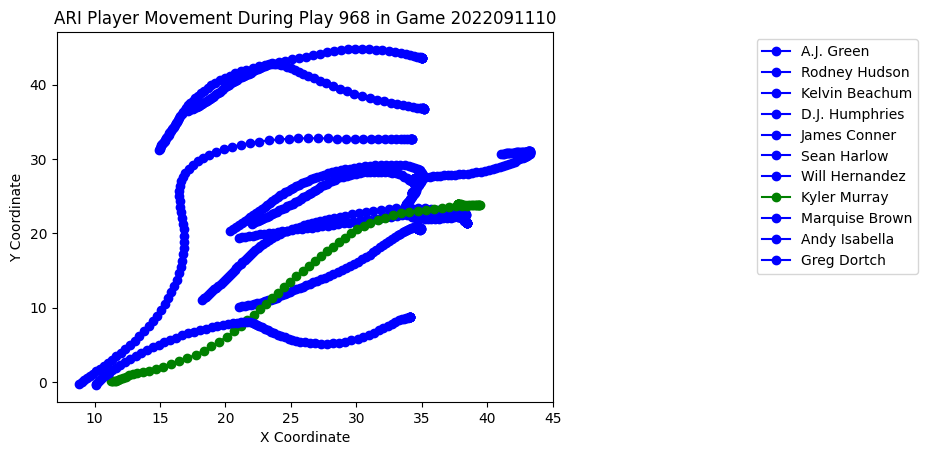 ARI Player Movement During Play 968 in Game 2022091110
A.J. Green
Rodney Hudson
Kelvin Beachum
D.J. Humphries
James Conner
Sean Harlow
Will Hernandez
Kyler Murray
Marquise Brown
Andy Isabella
Greg Dortch
Y Coordinate
40
30
20
10
0
10 15 20 25 30 35 40 45
X Coordinate